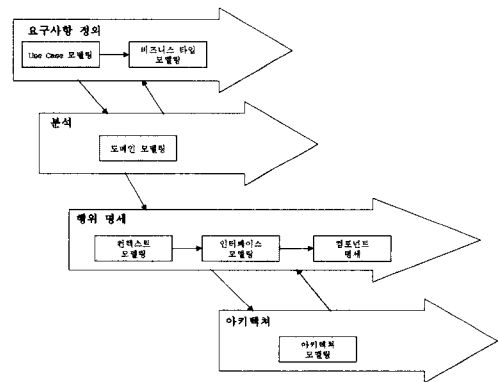 요구사항 정의
Use Case 모델링
비즈니스 타입
모델링
분석
도메인 모델링
행위 명세
컨텍스트
모델링
인터페이스
모델링
컴포넌트
명세
아키텍쳐
아키텍쳐
모델링